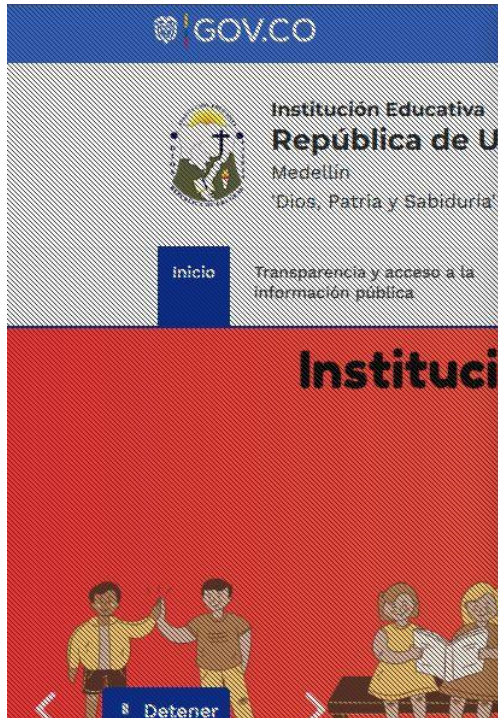 GOV.CO
Institución Educativa
República de U
Medellín
'Dios, Patria y Sabiduría'
Inicio
Transparencia y acceso a la
información pública
Instituci
Detener